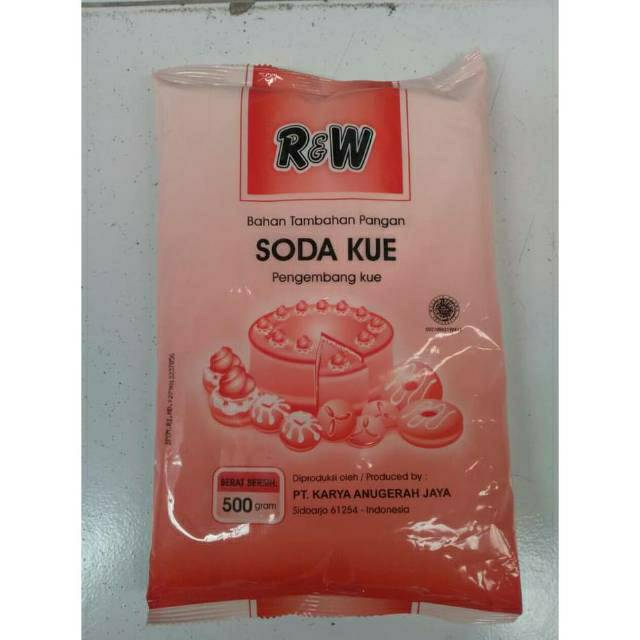 R&W
Bahan Tambahan Pangan
SODA KUE
Pengembang kue
BERAT BERSIH:
500 gram
Diproduksi oleh / Produced by :
PT. KARYA ANUGERAH JAYA
Sidoarjo 61254 - Indonesia